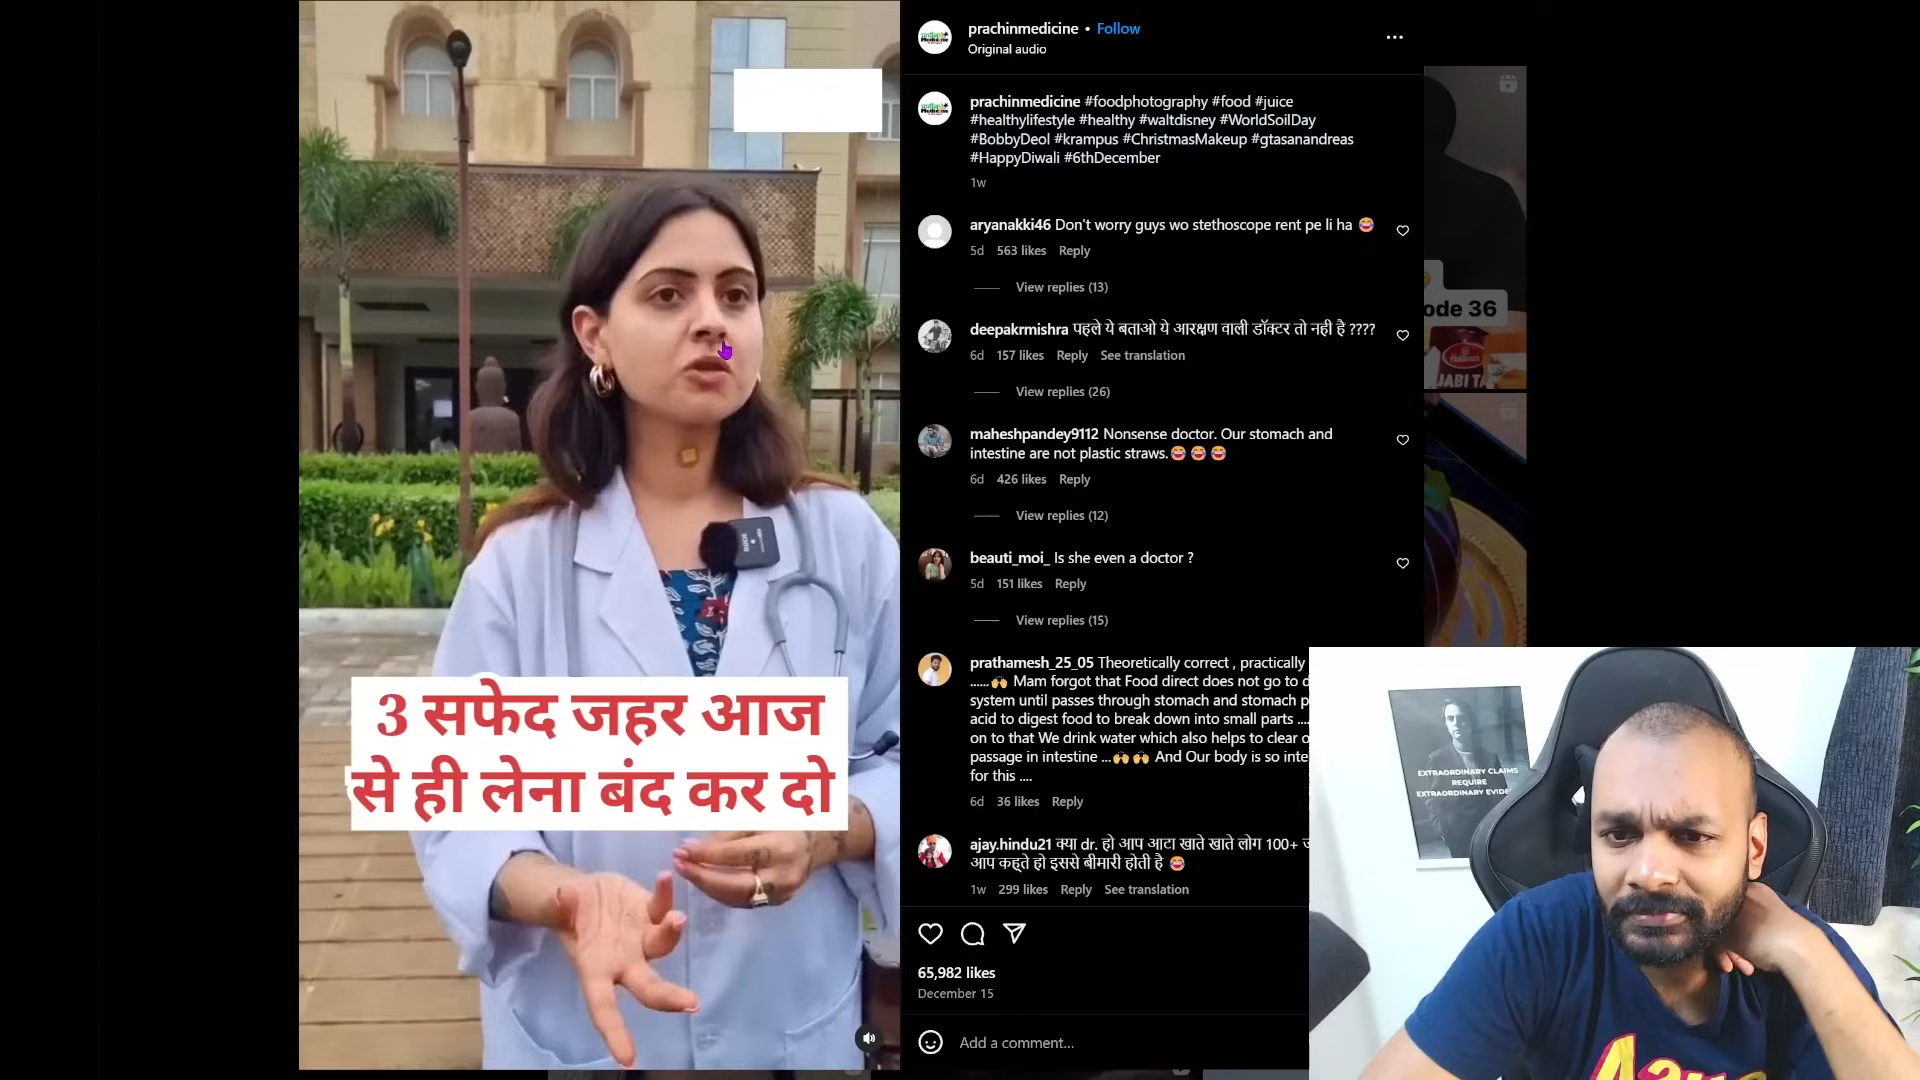 prachinmedicine • Follow
Original audio
prachinmedicine #foodphotography #food #juice
#healthylifestyle #healthy #waltdisney #WorldSoilDay
#BobbyDeol #krampus #ChristmasMakeup #gtasanandreas
#HappyDiwali #6thDecember
1w
aryanakki46 Don't worry guys wo stethoscope rent pe li ha 😂
5d 563 likes Reply
View replies (13)
deepakrmishra पहले ये बताओ ये आरक्षण वाली डॉक्टर तो नही है ????
6d 157 likes Reply See translation
View replies (26)
maheshpandey9112 Nonsense doctor. Our stomach and
intestine are not plastic straws.😂 😂 😂
6d 426 likes Reply
View replies (12)
beauti_moi_ Is she even a doctor ?
5d 151 likes Reply
View replies (15)
prathamesh_25_05 Theoretically correct , practically
......🙌 Mam forgot that Food direct does not go to
system until passes through stomach and stomach
acid to digest food to break down into small parts ....
on to that We drink water which also helps to clear
passage in intestine ...🙌🙌 And Our body is so
for this ....
6d 36 likes Reply
ajay.hindu21 क्या dr. हो आप आटा खाते खाते लोग 100+
आप कहते हो इससे बीमारी होती है 😂
1w 299 likes Reply See translation
65,982 likes
December 15
Add a comment...
3 सफेद जहर आज
से ही लेना बंद कर दो
ode 36
EXTRAORDINARY CLAIMS
REQUIRE
EXTRAORDINARY